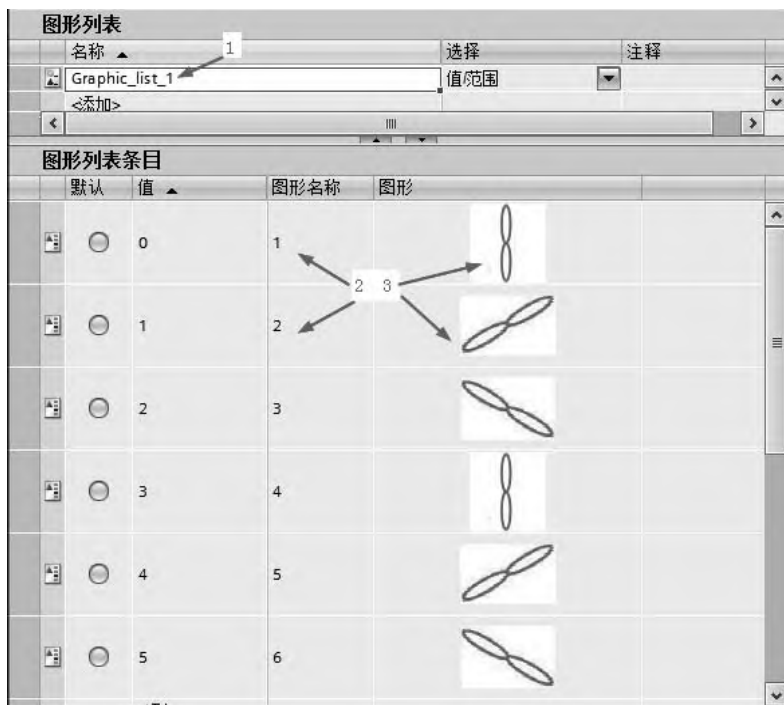 图形列表
名称 选择 注释
1
Graphic_list_1 值/范围
<添加>
图形列表条目
默认 值 图形名称 图形
0 1
2 3
1 2
2 3
3 4
4 5
5 6